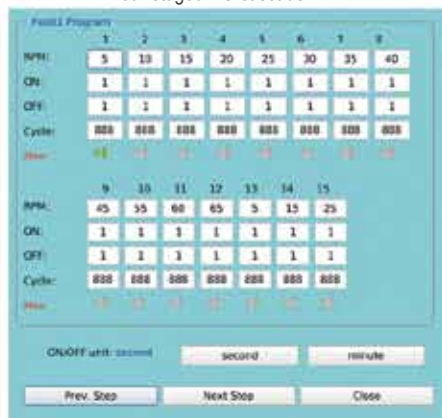 Pump1 Program
1 2 3 4 5 6 7 8
RPM: 5 10 15 20 25 30 35 40
ON: 1 1 1 1 1 1 1 1
OFF: 1 1 1 1 1 1 1 1
Cycle: 888 888 888 888 888 888 888 888
9 10 11 12 13 14 15
RPM: 45 55 60 65 5 15 25
ON: 1 1 1 1 1 1 1
OFF: 1 1 1 1 1 1 1
Cycle: 888 888 888 888 888 888 888
ON/OFF unit: second second minute
Prev. Step Next Step Close